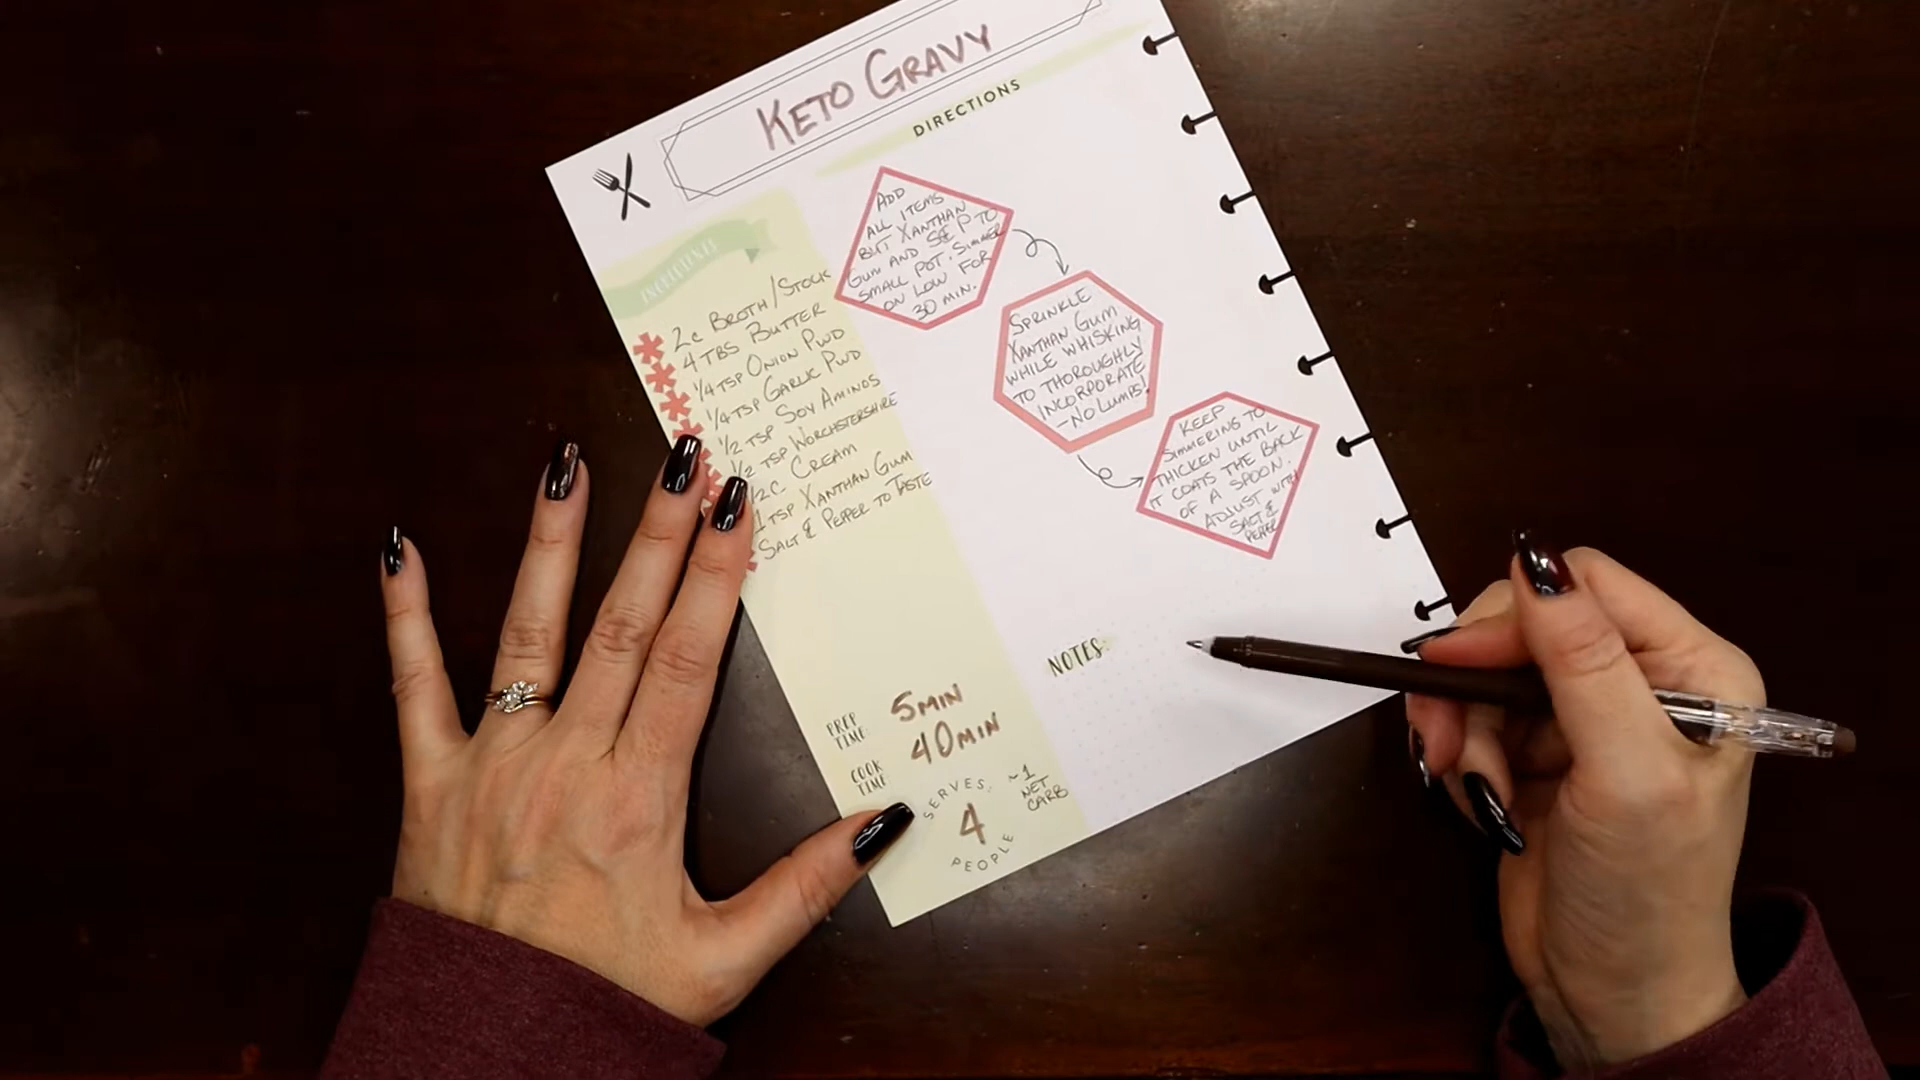 KETO GRAVY
DIRECTIONS
INGREDIENTS
2C BROTH/STOCK
4 TBS BUTTER
1/4 TSP ONION PWD
1/4 TSP GARLIC PWD
1/2 TSP SOY AMINOS
1/2 TSP WORCHSTERSHIRE
1/2C CREAM
1 TSP XANTHAN GUM
SALT & PEPPER TO TASTE
ADD
ALL ITEMS
BUT XANTHAN
GUM AND S&P TO
SMALL POT. SIMMER
ON LOW FOR
30 MIN.
SPRINKLE
XANTHAN GUM
WHILE WHISKING
TO THOROUGHLY
INCORPORATE
-NO LUMPS!
KEEP
SIMMERING TO
THICKEN UNTIL
IT COATS THE BACK
OF A SPOON.
ADJUST WITH
SALT &
PEPPER
NOTES:
PREP
TIME
5 MIN
COOK
TIME
40 MIN
SERVES:
4
PEOPLE
~1
NET
CARB